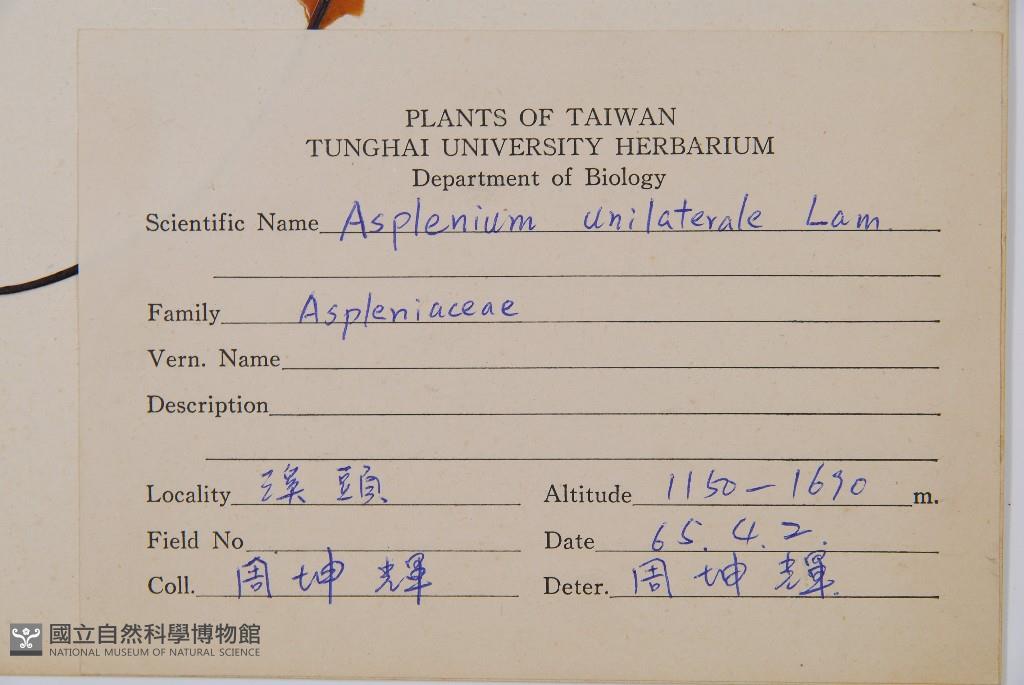 PLANTS OF TAIWAN
TUNGHAI UNIVERSITY HERBARIUM
Department of Biology
Scientific Name Asplenium unilaterale Lam.
Family Aspleniaceae
Vern. Name
Description
Locality 溪頭 Altitude 1150-1690 m.
Field No Date 65.4.2.
Coll. 周坤輝 Deter. 周坤輝
國立自然科學博物館
NATIONAL MUSEUM OF NATURAL SCIENCE